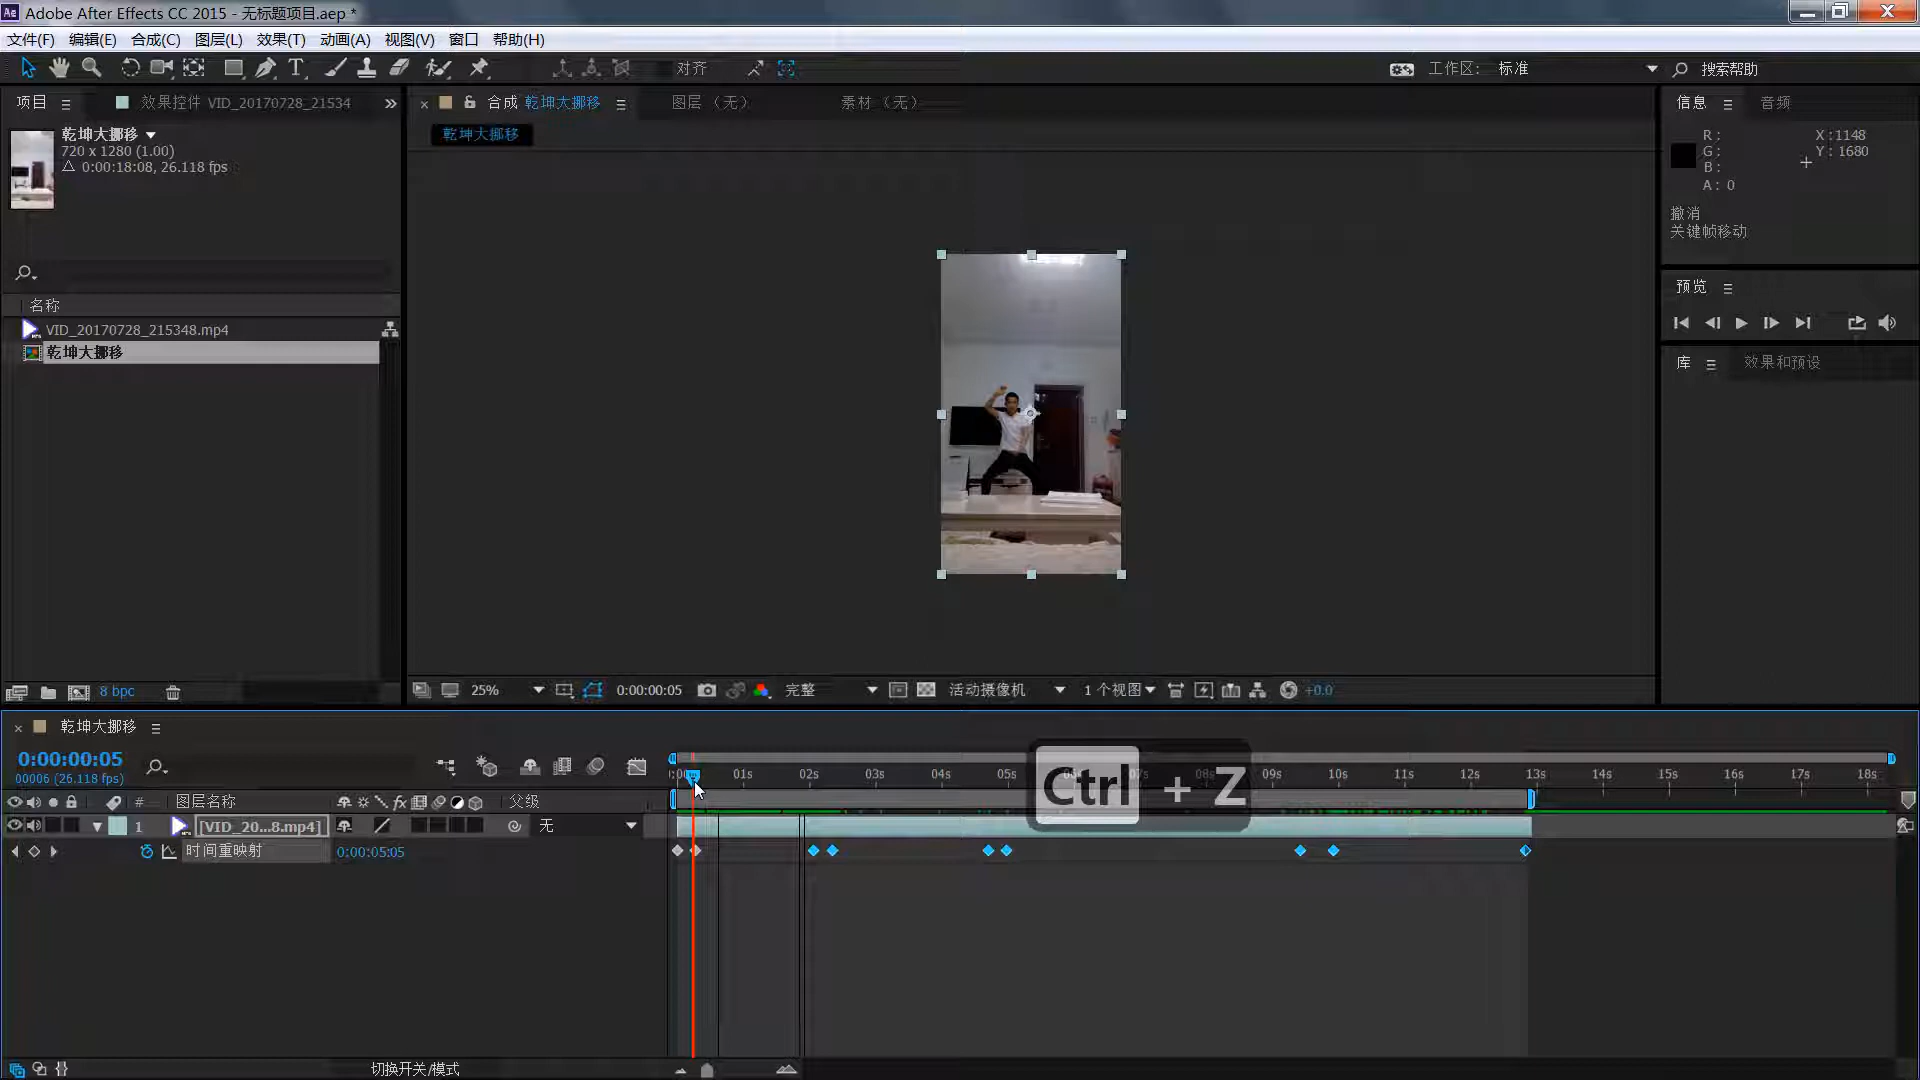 Adobe After Effects CC 2015 - 无标题项目.aep *
文件(F) 编辑(E) 合成(C) 图层(L) 效果(T) 动画(A) 视图(V) 窗口 帮助(H)
对齐 工作区: 标准 搜索帮助
项目 效果控件 VID_20170728_21534
合成 乾坤大挪移 图层 (无) 素材 (无)
信息 音频
乾坤大挪移
乾坤大挪移
720 x 1280 (1.00)
Δ 0:00:18:08, 26.118 fps
R: X:1148
G: Y: 1680
B:
A: 0
撤消
关键帧移动
预览
库 效果和预设
名称
VID_20170728_215348.mp4
乾坤大挪移
8 bpc
25% 0:00:00:05 完整 活动摄像机 1 个视图 +0.0
乾坤大挪移
0:00:00:05
00006 (26.118 fps)
01s 02s 03s 04s 05s 09s 10s 11s 12s 13s 14s 15s 16s 17s 18s
Ctrl + Z
# 图层名称 fx 父级
1 [VID_20...8.mp4] 无
时间重映射 0:00:05:05
切换开关/模式